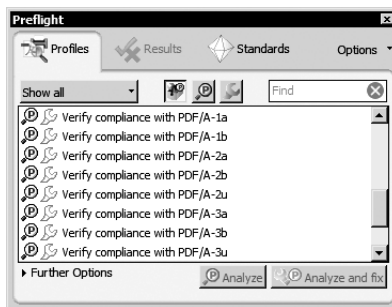 Preflight
Profiles Results Standards Options
Show all Find
Verify compliance with PDF/A-1a
Verify compliance with PDF/A-1b
Verify compliance with PDF/A-2a
Verify compliance with PDF/A-2b
Verify compliance with PDF/A-2u
Verify compliance with PDF/A-3a
Verify compliance with PDF/A-3b
Verify compliance with PDF/A-3u
Further Options Analyze Analyze and fix